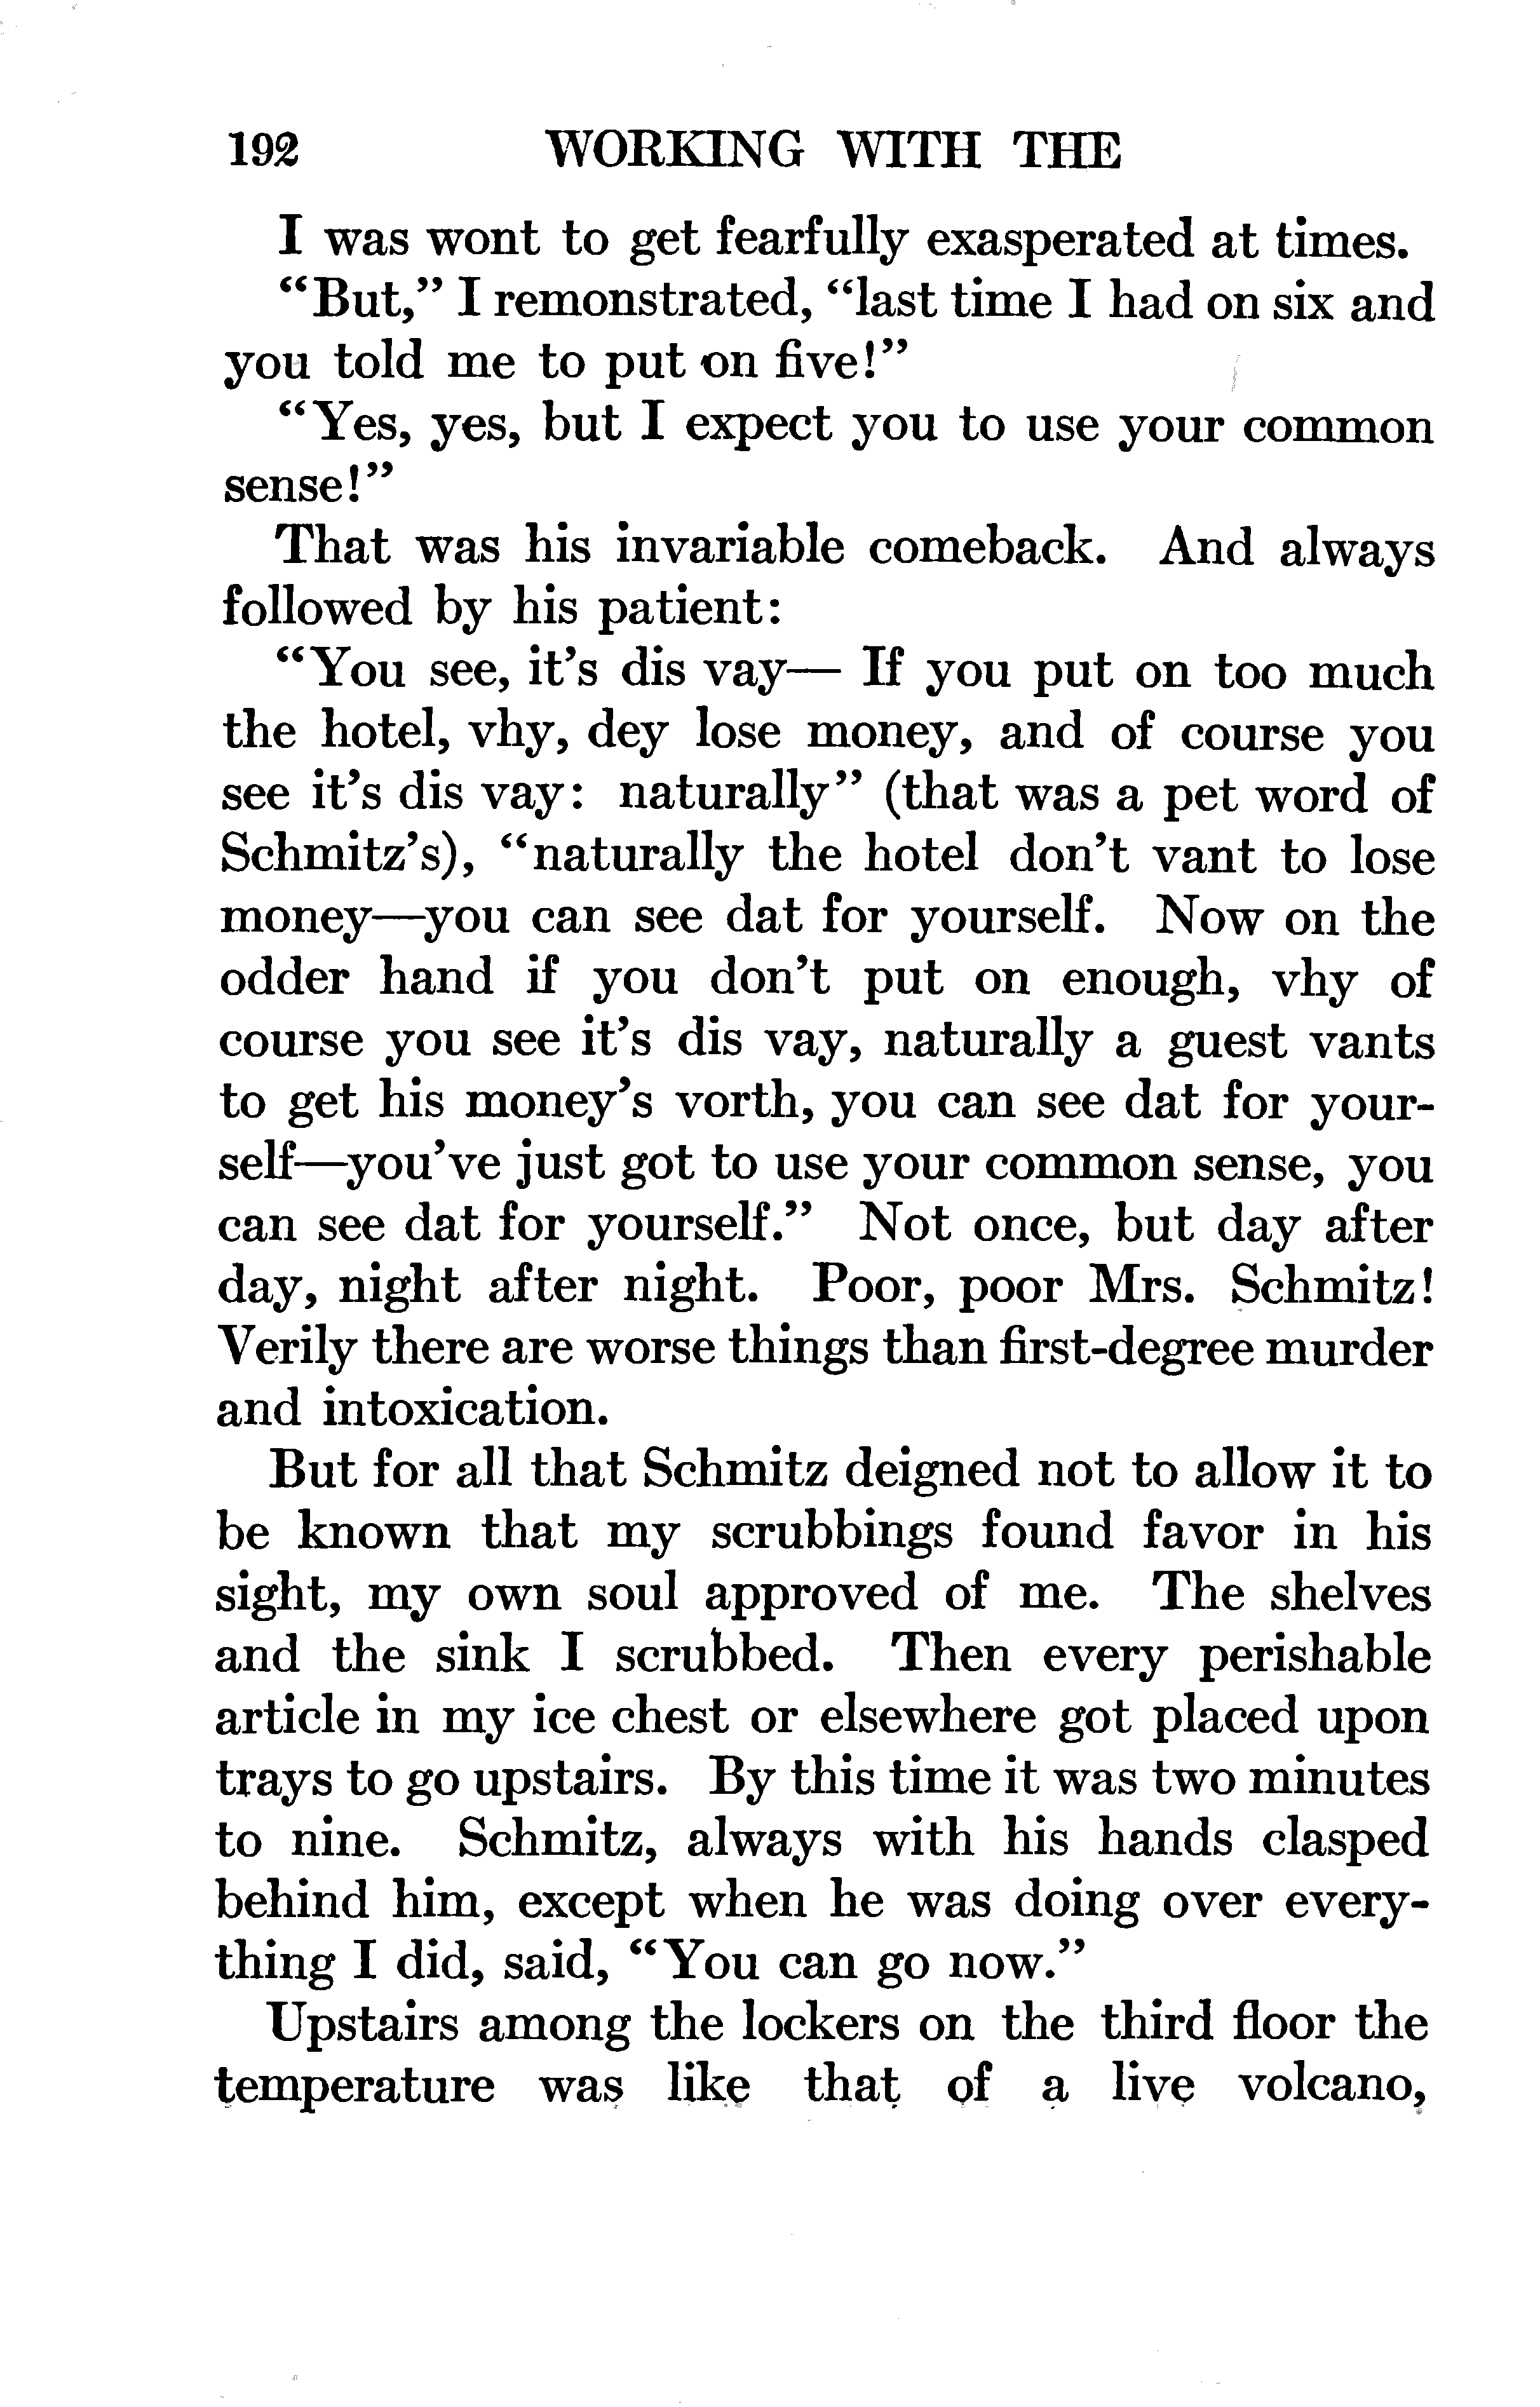 192 WORKING WITH THE
I was wont to get fearfully exasperated at times.
“But,” I remonstrated, “last time I had on six and
you told me to put on five!”
“Yes, yes, but I expect you to use your common
sense!”
That was his invariable comeback. And always
followed by his patient:
“You see, it’s dis vay— If you put on too much
the hotel, vhy, dey lose money, and of course you
see it’s dis vay: naturally” (that was a pet word of
Schmitz’s), “naturally the hotel don’t vant to lose
money—you can see dat for yourself. Now on the
odder hand if you don’t put on enough, vhy of
course you see it’s dis vay, naturally a guest vants
to get his money’s vorth, you can see dat for your-
self—you’ve just got to use your common sense, you
can see dat for yourself.” Not once, but day after
day, night after night. Poor, poor Mrs. Schmitz!
Verily there are worse things than first-degree murder
and intoxication.
But for all that Schmitz deigned not to allow it to
be known that my scrubbings found favor in his
sight, my own soul approved of me. The shelves
and the sink I scrubbed. Then every perishable
article in my ice chest or elsewhere got placed upon
trays to go upstairs. By this time it was two minutes
to nine. Schmitz, always with his hands clasped
behind him, except when he was doing over every-
thing I did, said, “You can go now.”
Upstairs among the lockers on the third floor the
temperature was like that of a live volcano,